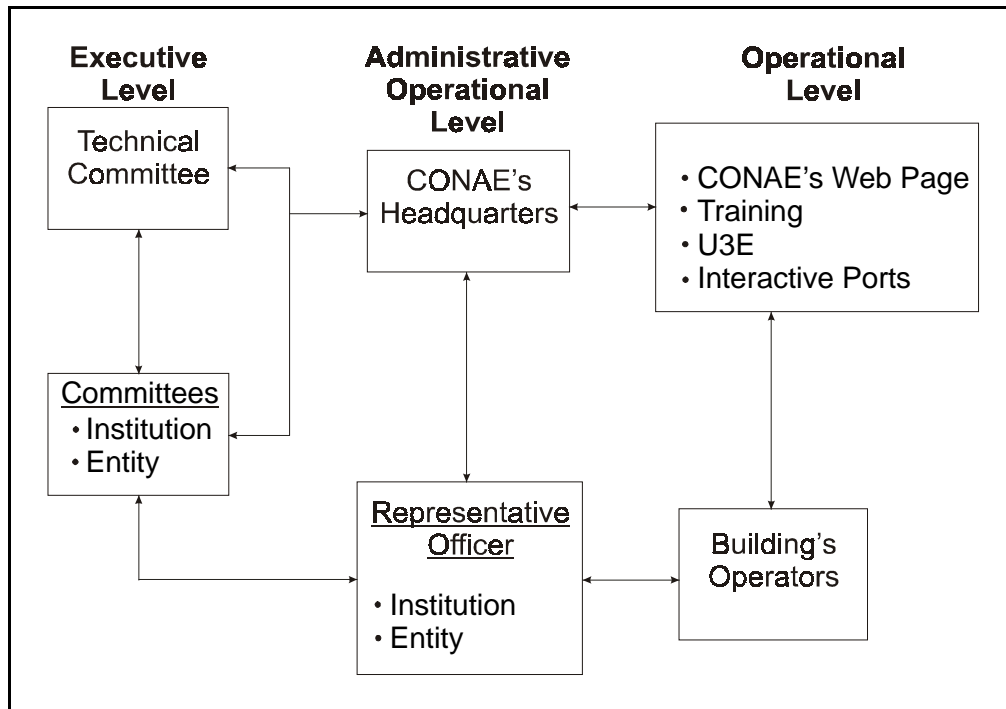 Executive
Level
Technical
Committee
Committees
• Institution
• Entity
Administrative
Operational
Level
CONAE's
Headquarters
Representative
Officer
• Institution
• Entity
Operational
Level
• CONAE's Web Page
• Training
• U3E
• Interactive Ports
Building's
Operators